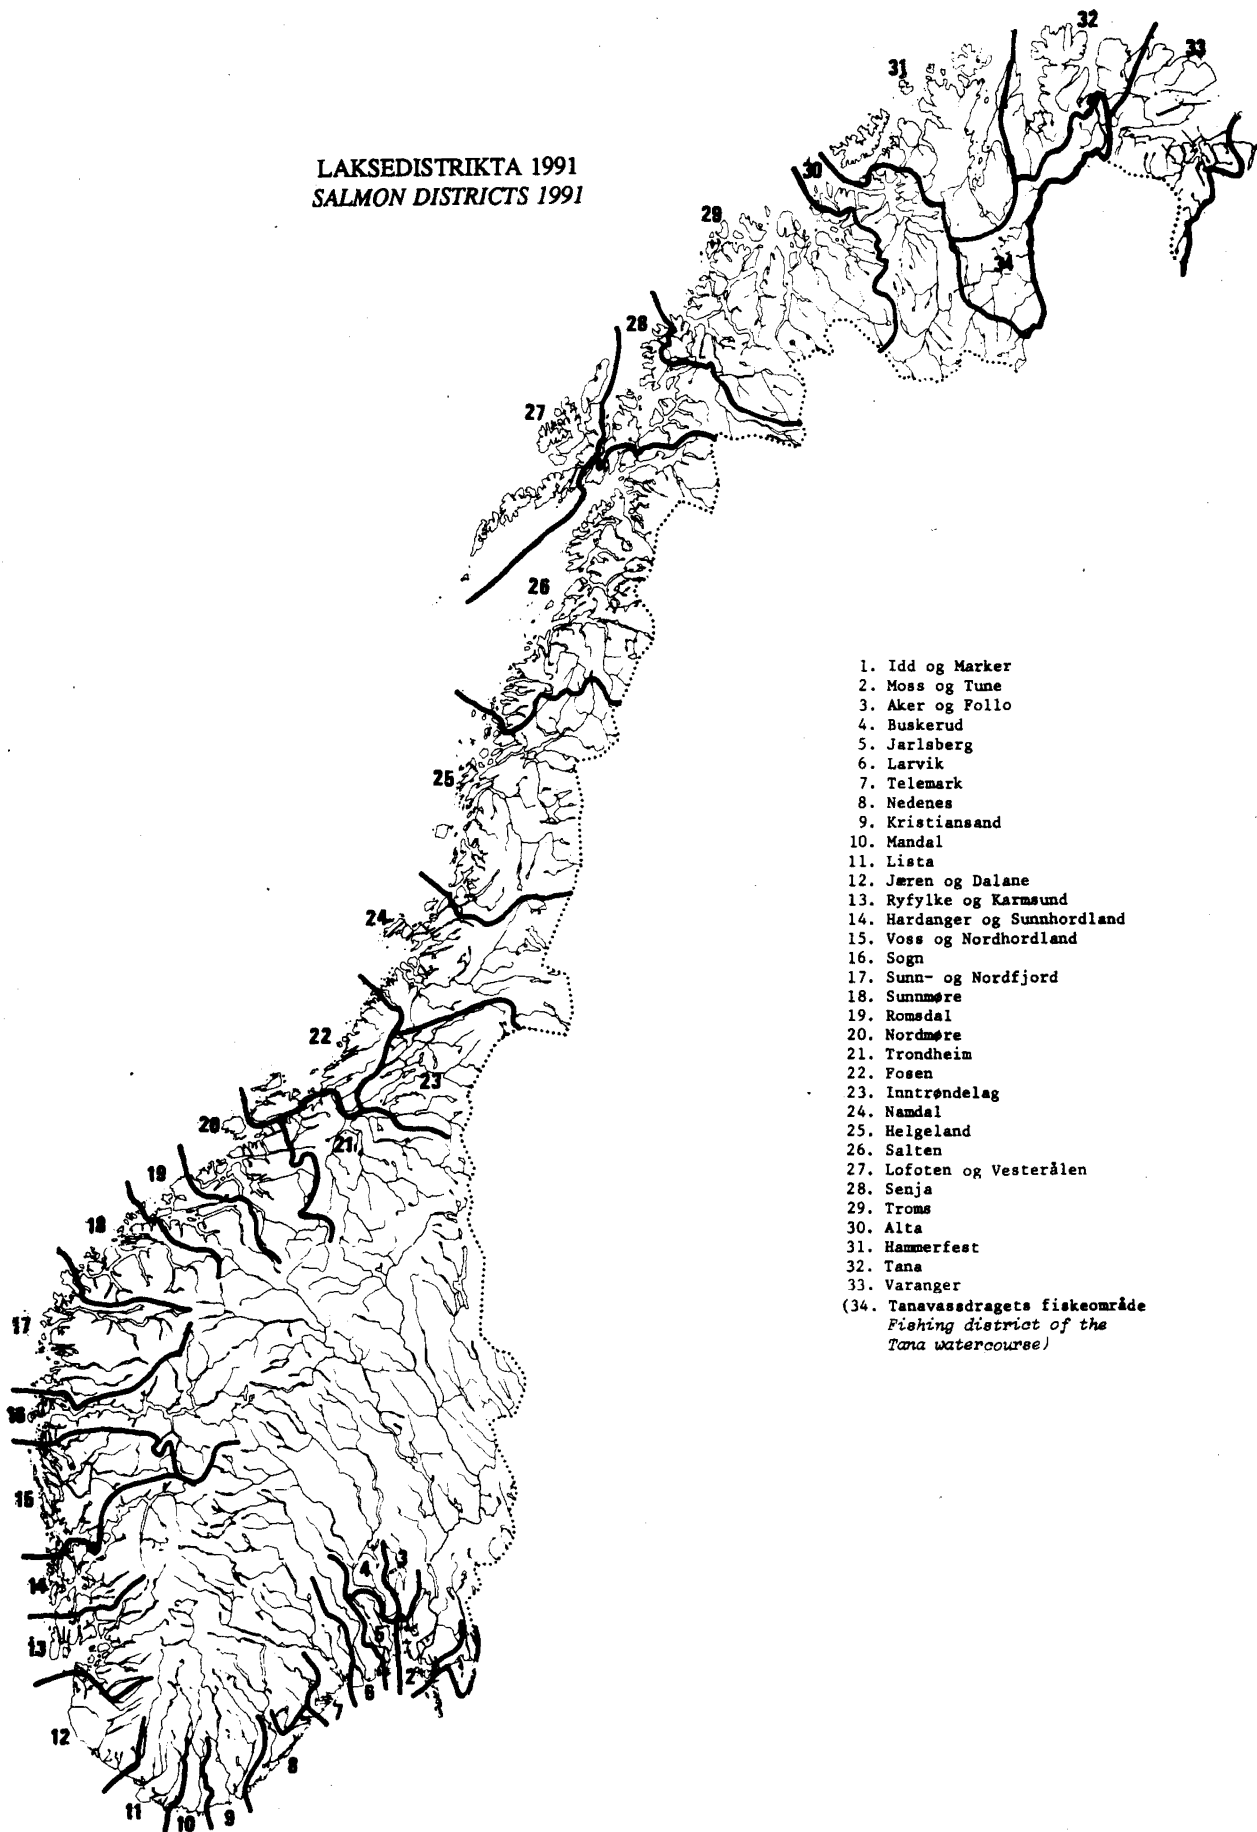 LAKSEDISTRIKTA 1991
SALMON DISTRICTS 1991
32
33
31
30
29
34
28
27
26
25
24
22
23
20
21
19
18
17
16
15
14
13
12
11
10
9
8
7
6
5
4
3
2
1
1. Idd og Marker
2. Moss og Tune
3. Aker og Follo
4. Buskerud
5. Jarlsberg
6. Larvik
7. Telemark
8. Nedenes
9. Kristiansand
10. Mandal
11. Lista
12. Jæren og Dalane
13. Ryfylke og Karmsund
14. Hardanger og Sunnhordland
15. Voss og Nordhordland
16. Sogn
17. Sunn- og Nordfjord
18. Sunnmøre
19. Romsdal
20. Nordmøre
21. Trondheim
22. Fosen
23. Inntrøndelag
24. Namdal
25. Helgeland
26. Salten
27. Lofoten og Vesterålen
28. Senja
29. Troms
30. Alta
31. Hammerfest
32. Tana
33. Varanger
(34. Tanavassdragets fiskeområde
Fishing district of the
Tana watercourse)